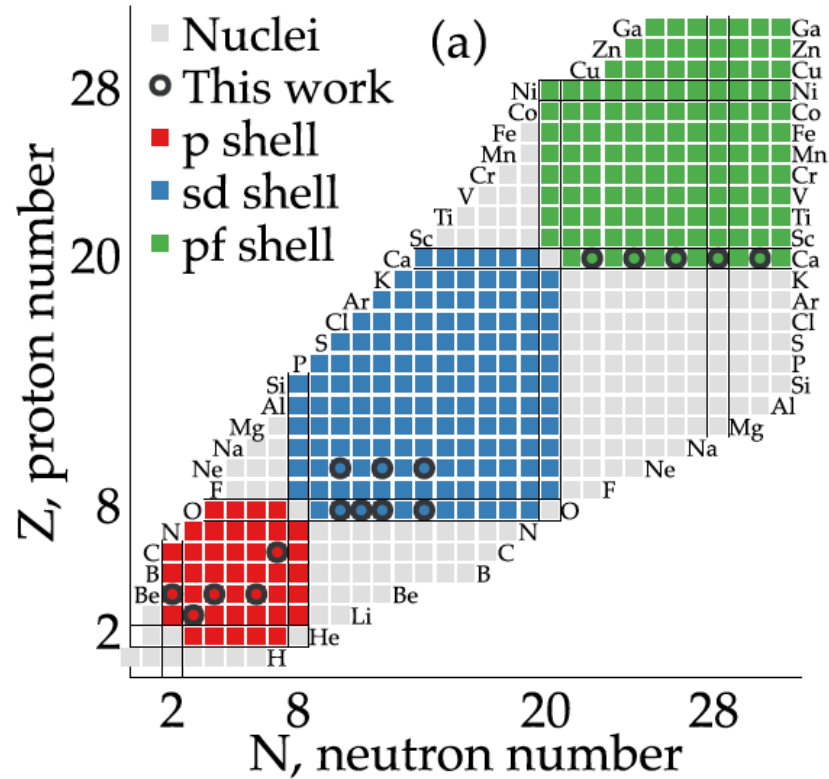 Nuclei
This work
p shell
sd shell
pf shell
(a)
Z, proton number
28
20
8
2
Ga Ga
Zn Zn
Cu Cu
Ni Ni
Co Co
Fe Fe
Mn Mn
Cr Cr
V V
Ti Ti
Sc Sc
Ca Ca
K K
Ar Ar
Cl Cl
S S
P P
Si Si
Al Al
Mg Mg
Na Na
Ne Ne
F F
O O
N N
C C
B B
Be Be
Li
He
H
2 8 20 28
N, neutron number